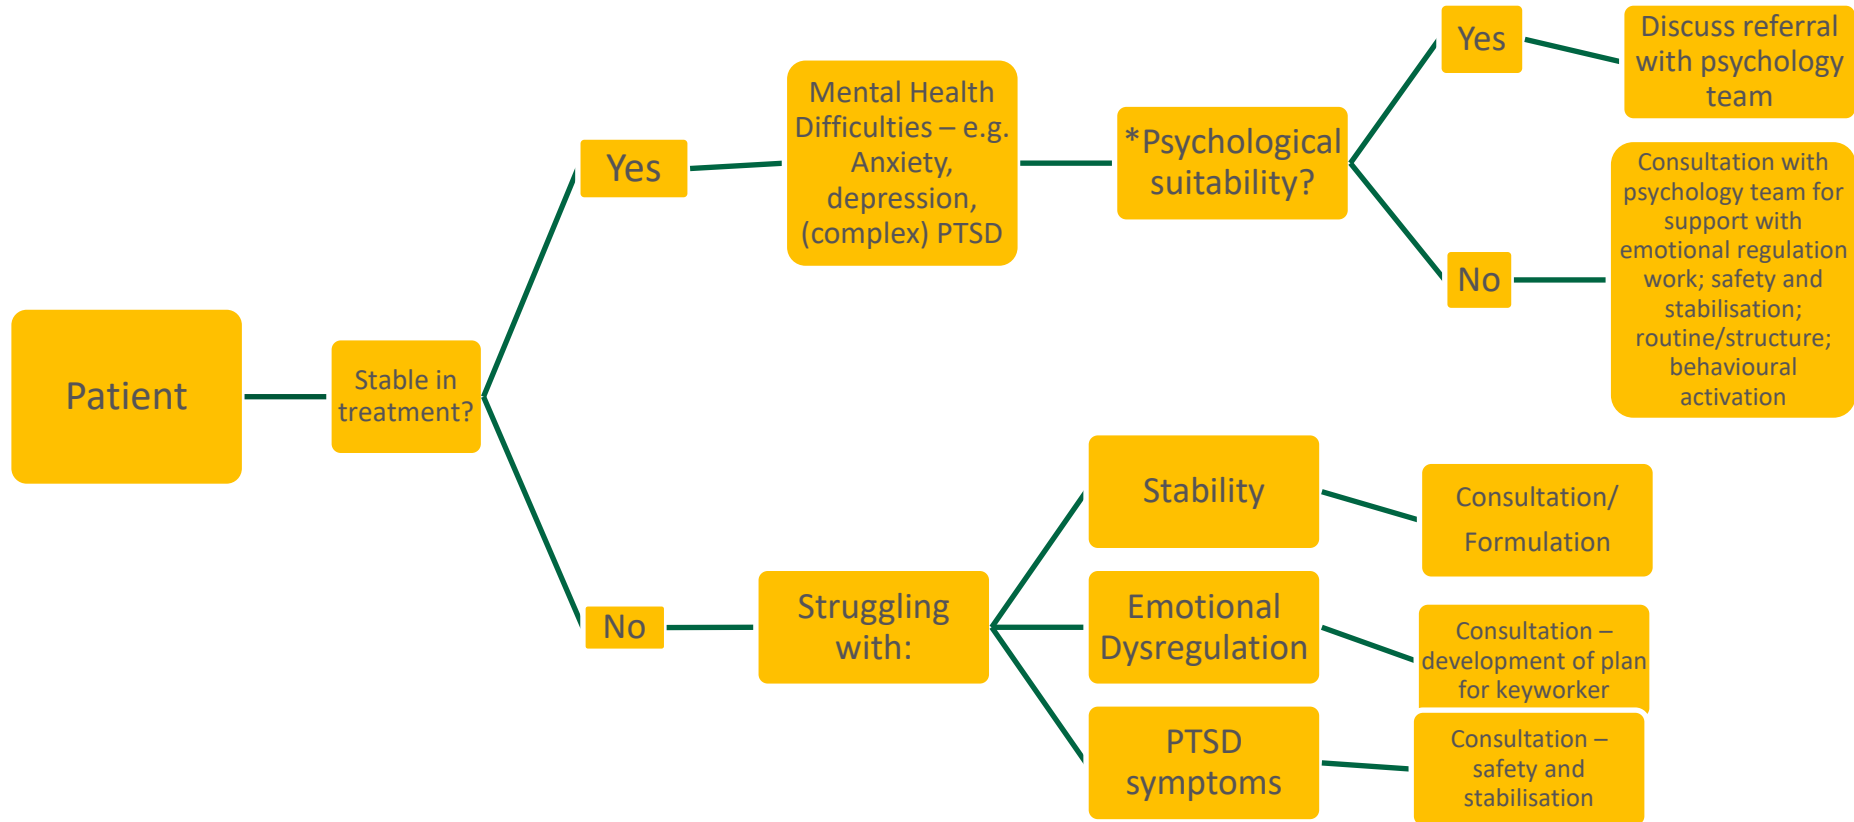 Patient
Stable in
treatment?
Yes
Mental Health
Difficulties – e.g.
Anxiety,
depression,
(complex) PTSD
*Psychological
suitability?
Yes
Discuss referral
with psychology
team
No
Consultation with
psychology team for
support with
emotional regulation
work; safety and
stabilisation;
routine/structure;
behavioural
activation
No
Struggling
with:
Stability
Consultation/
Formulation
Emotional
Dysregulation
Consultation –
development of plan
for keyworker
PTSD
symptoms
Consultation –
safety and
stabilisation